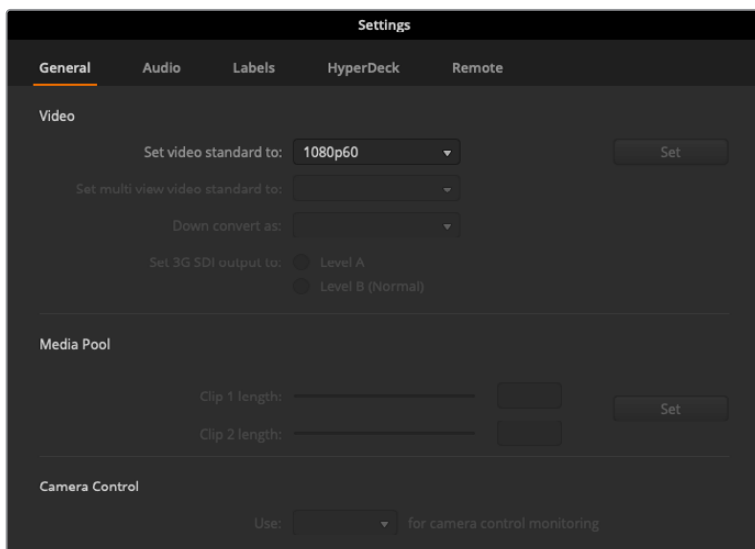 Settings
General Audio Labels HyperDeck Remote
Video
Set video standard to: 1080p60 Set
Set multi view video standard to:
Down convert as:
Set 3G SDI output to: Level A
Level B (Normal)
Media Pool
Clip 1 length:
Set
Clip 2 length:
Camera Control
Use: for camera control monitoring